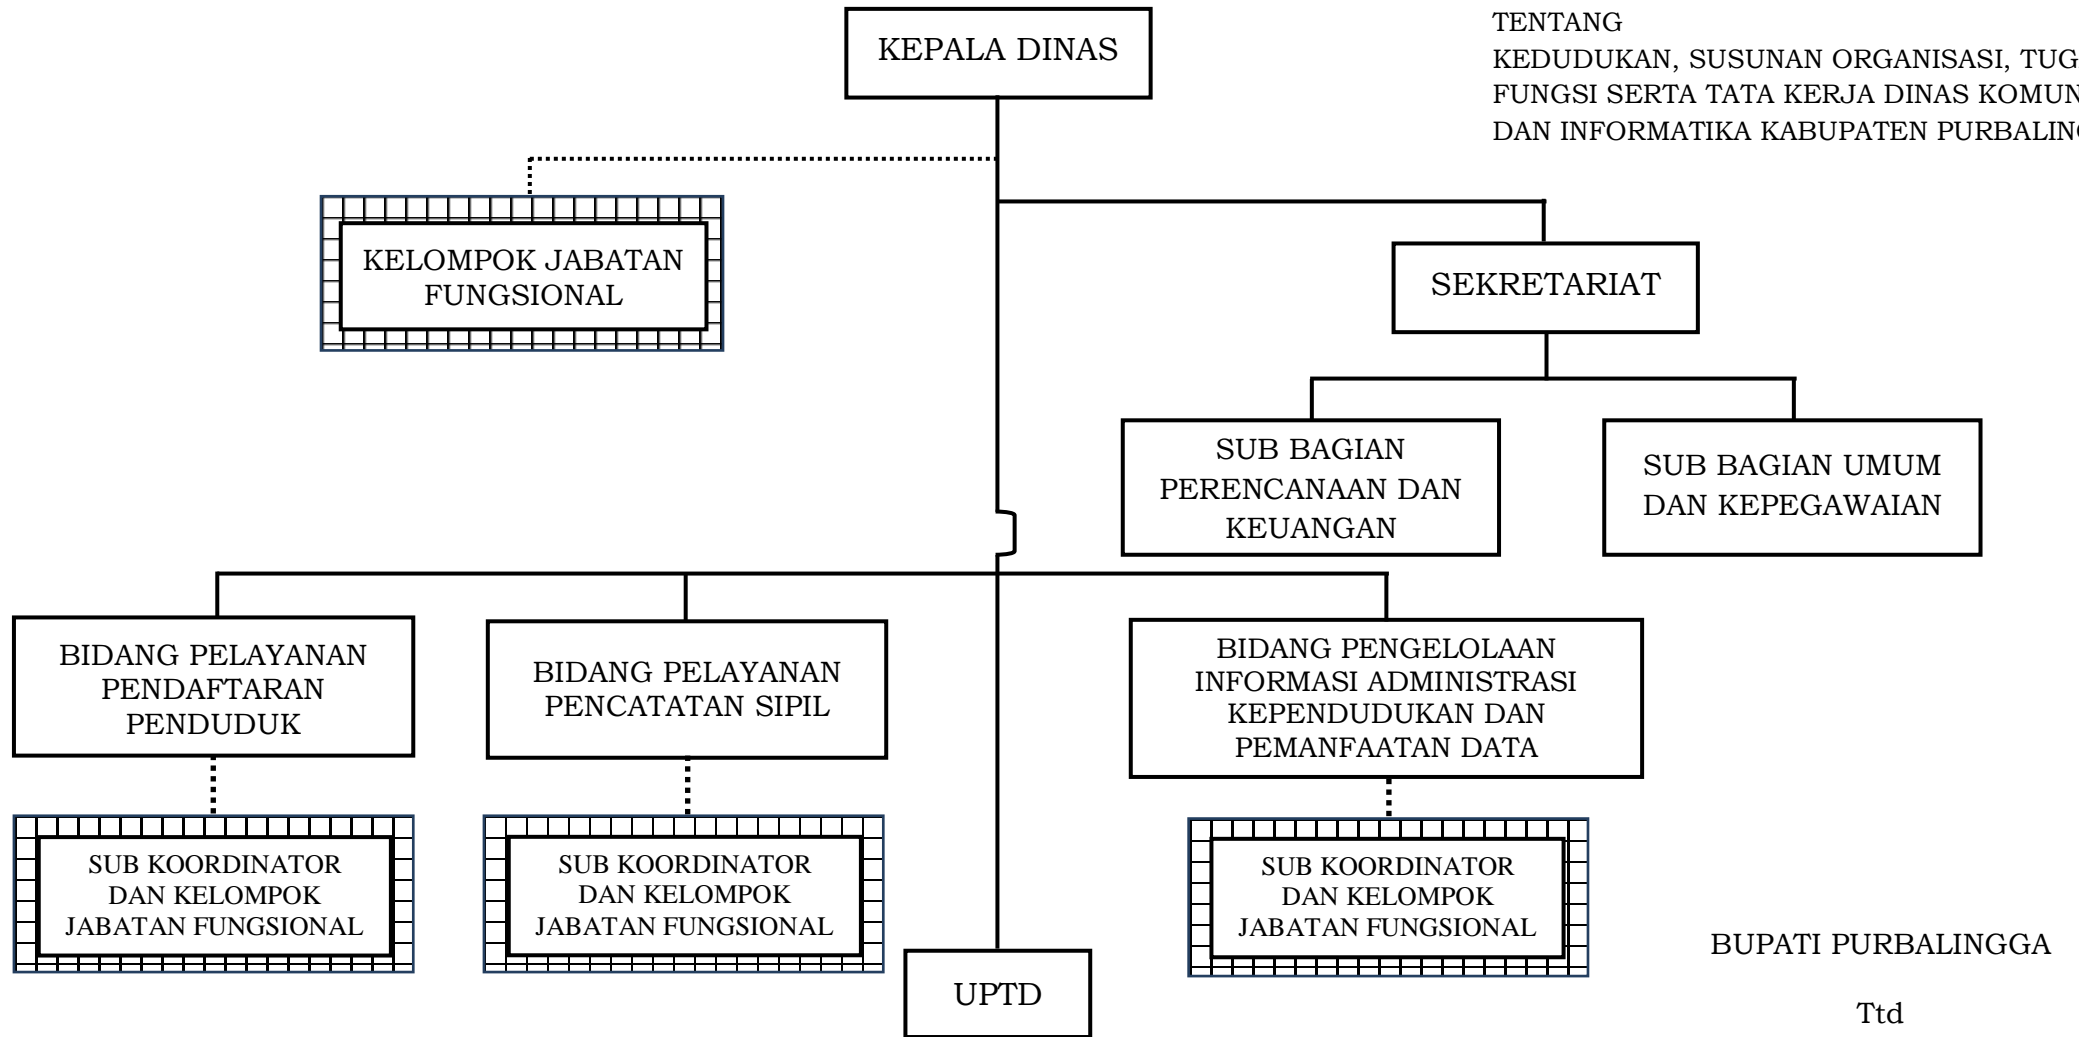 KEPALA DINAS
TENTANG
KEDUDUKAN, SUSUNAN ORGANISASI, TUG
FUNGSI SERTA TATA KERJA DINAS KOMUN
DAN INFORMATIKA KABUPATEN PURBALING
KELOMPOK JABATAN
FUNGSIONAL
SEKRETARIAT
SUB BAGIAN
PERENCANAAN DAN
KEUANGAN
SUB BAGIAN UMUM
DAN KEPEGAWAIAN
BIDANG PELAYANAN
PENDAFTARAN
PENDUDUK
BIDANG PELAYANAN
PENCATATAN SIPIL
BIDANG PENGELOLAAN
INFORMASI ADMINISTRASI
KEPENDUDUKAN DAN
PEMANFAATAN DATA
SUB KOORDINATOR
DAN KELOMPOK
JABATAN FUNGSIONAL
SUB KOORDINATOR
DAN KELOMPOK
JABATAN FUNGSIONAL
SUB KOORDINATOR
DAN KELOMPOK
JABATAN FUNGSIONAL
UPTD
BUPATI PURBALINGGA
Ttd